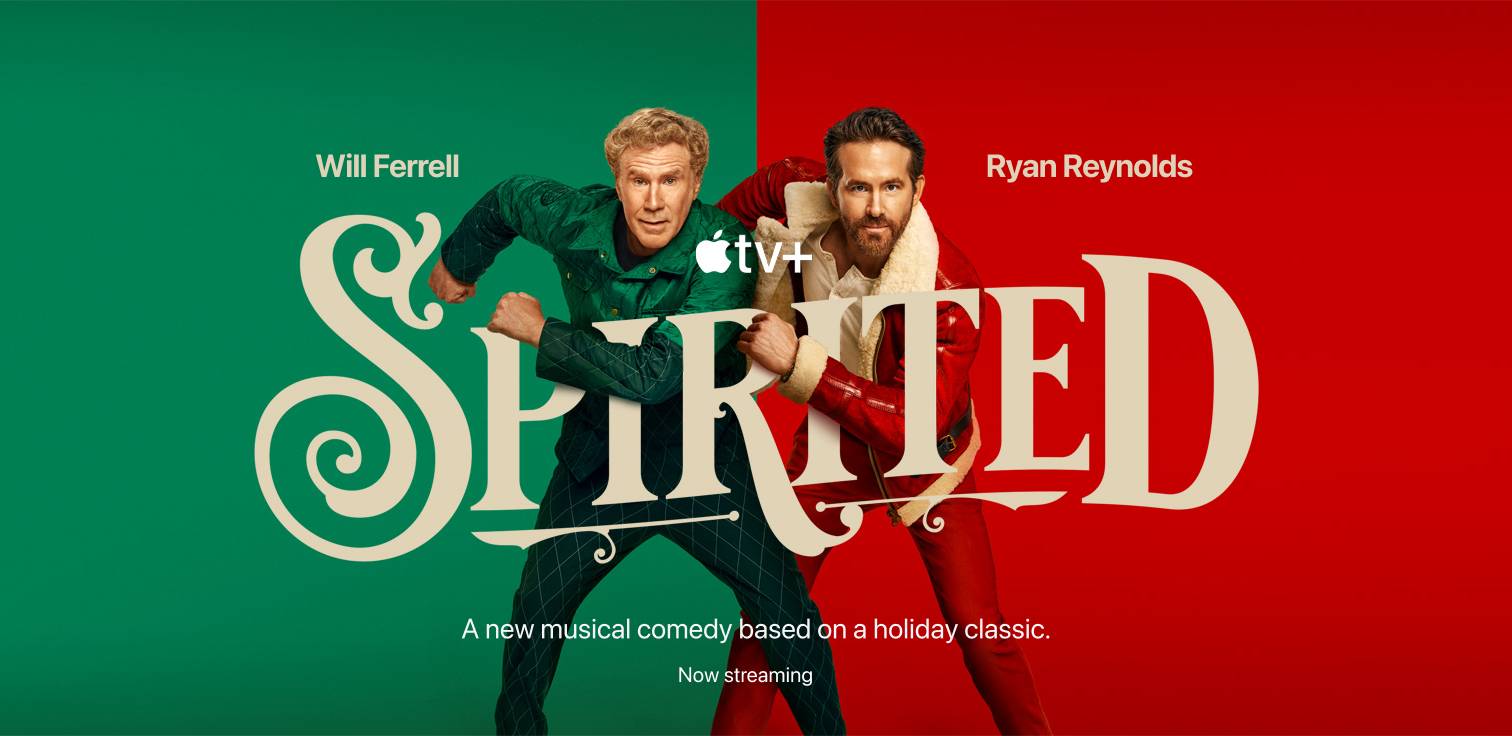 Will Ferrell
Ryan Reynolds
tv+
SPIRITED
A new musical comedy based on a holiday classic.
Now streaming